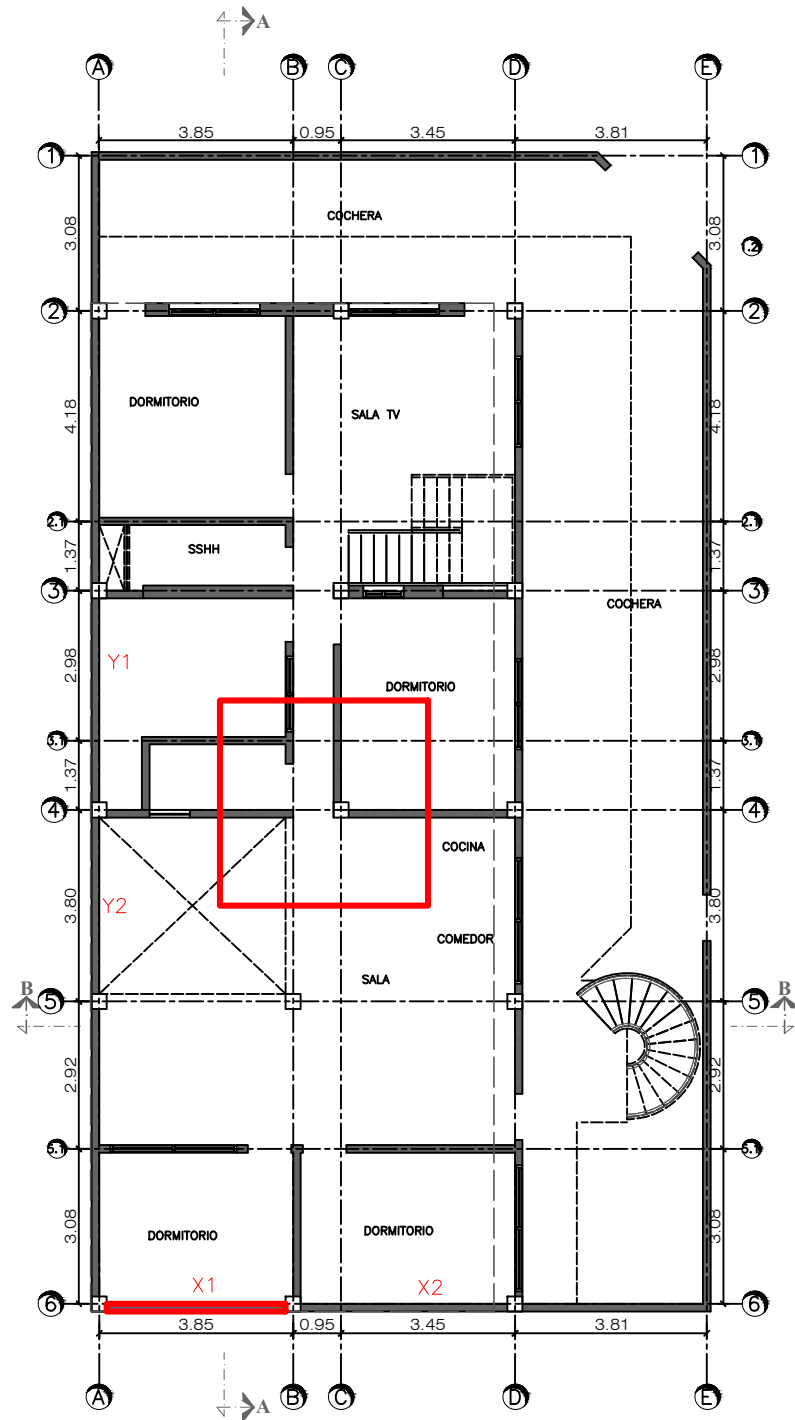 A
A B C D E
3.85 0.95 3.45 3.81
1 1
3.08 COCHERA 3.08
1.2
2 2
4.18 DORMITORIO SALA TV 4.18
2.1 2.1
1.37 SSHH 1.37
3 3
COCHERA
2.98 Y1 DORMITORIO 2.98
3.1 3.1
1.37 1.37
4 4
COCINA
3.80 Y2 3.80
COMEDOR
SALA
B B
5 5
2.92 2.92
5.1 5.1
3.08 DORMITORIO DORMITORIO 3.08
X1 X2
6 6
3.85 0.95 3.45 3.81
A B C D E
A